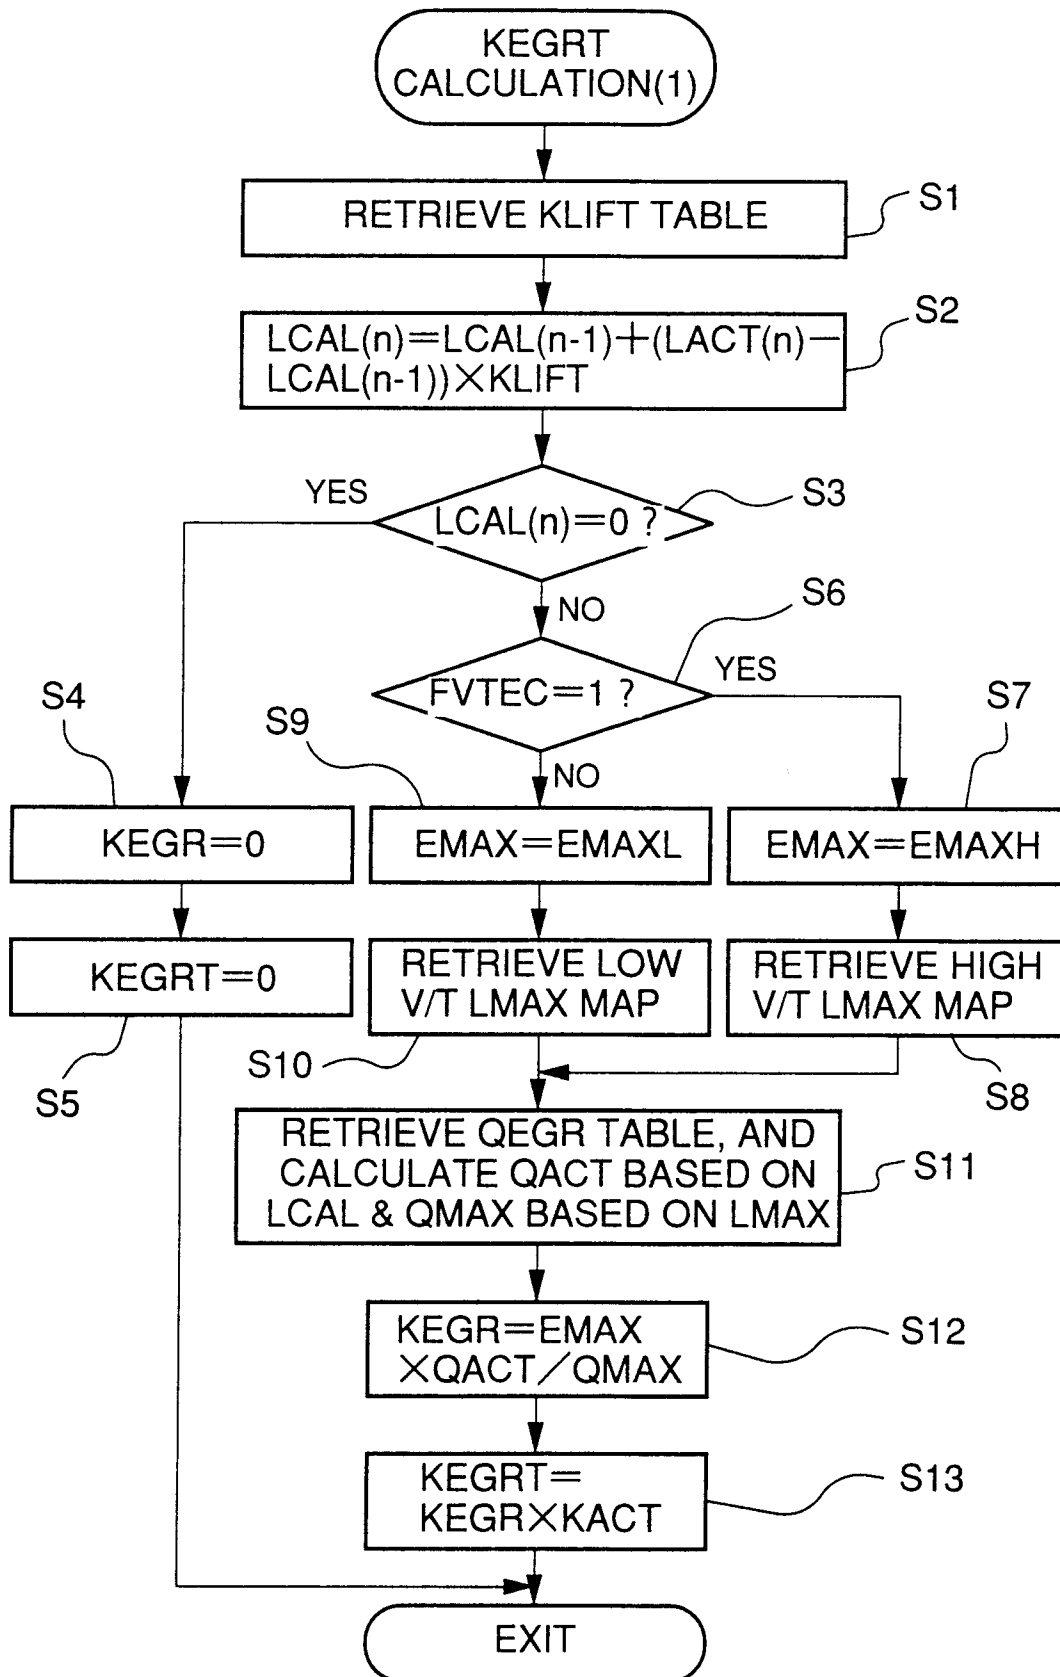 KEGRT
CALCULATION(1)
RETRIEVE KLIFT TABLE
S1
LCAL(n)=LCAL(n-1)+(LACT(n)−
LCAL(n-1))×KLIFT
S2
YES
LCAL(n)=0 ?
S3
NO
S6
FVTEC=1 ?
YES
S4
S9
S7
NO
KEGR=0
EMAX=EMAXL
EMAX=EMAXH
KEGRT=0
RETRIEVE LOW
V/T LMAX MAP
RETRIEVE HIGH
V/T LMAX MAP
S10
S5
S8
RETRIEVE QEGR TABLE, AND
CALCULATE QACT BASED ON
LCAL & QMAX BASED ON LMAX
S11
KEGR=EMAX
×QACT/QMAX
S12
KEGRT=
KEGR×KACT
S13
EXIT